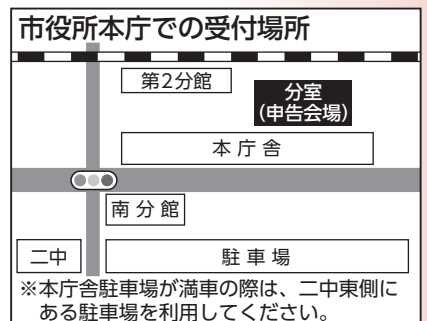 市役所本庁での受付場所
第2分館
分室
(申告会場)
本庁舎
南分館
二中
駐車場
※本庁舎駐車場が満車の際は、二中東側に
ある駐車場を利用してください。